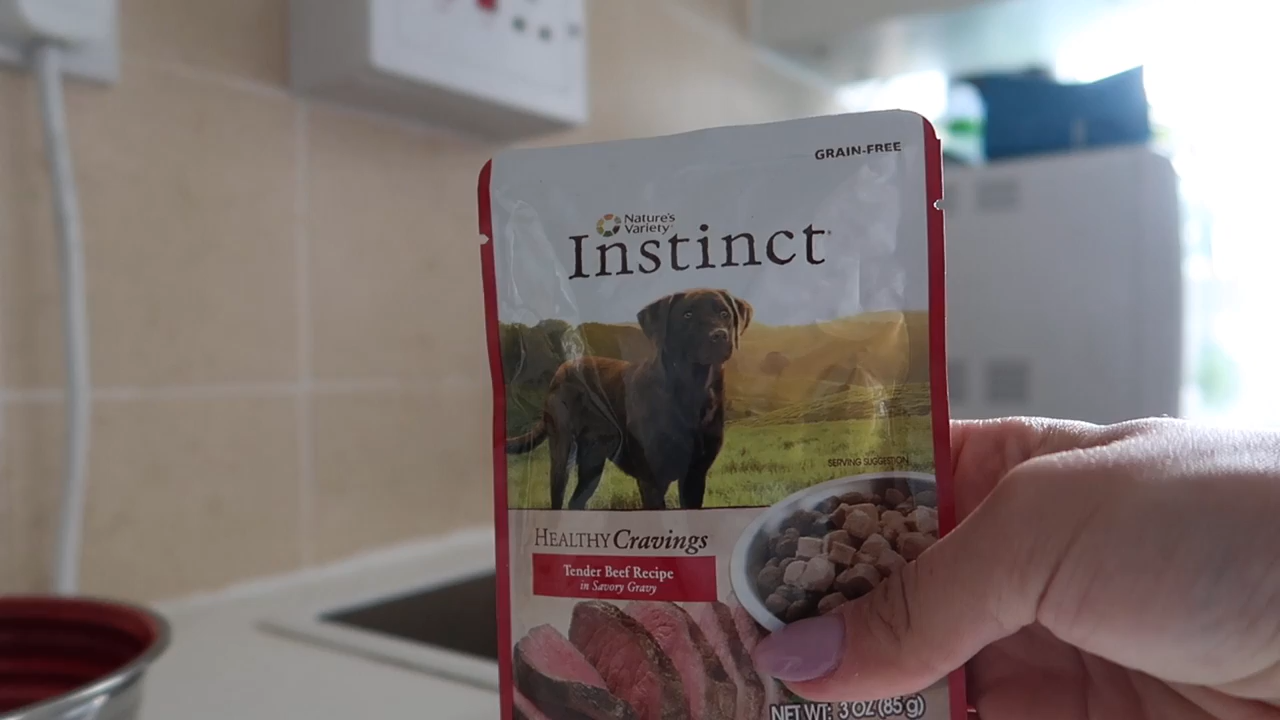 GRAIN-FREE
Nature's
Variety®
Instinct®
SERVING SUGGESTION
HEALTHY Cravings
Tender Beef Recipe
in Savory Gravy
NET WT: 3 OZ (85 g)